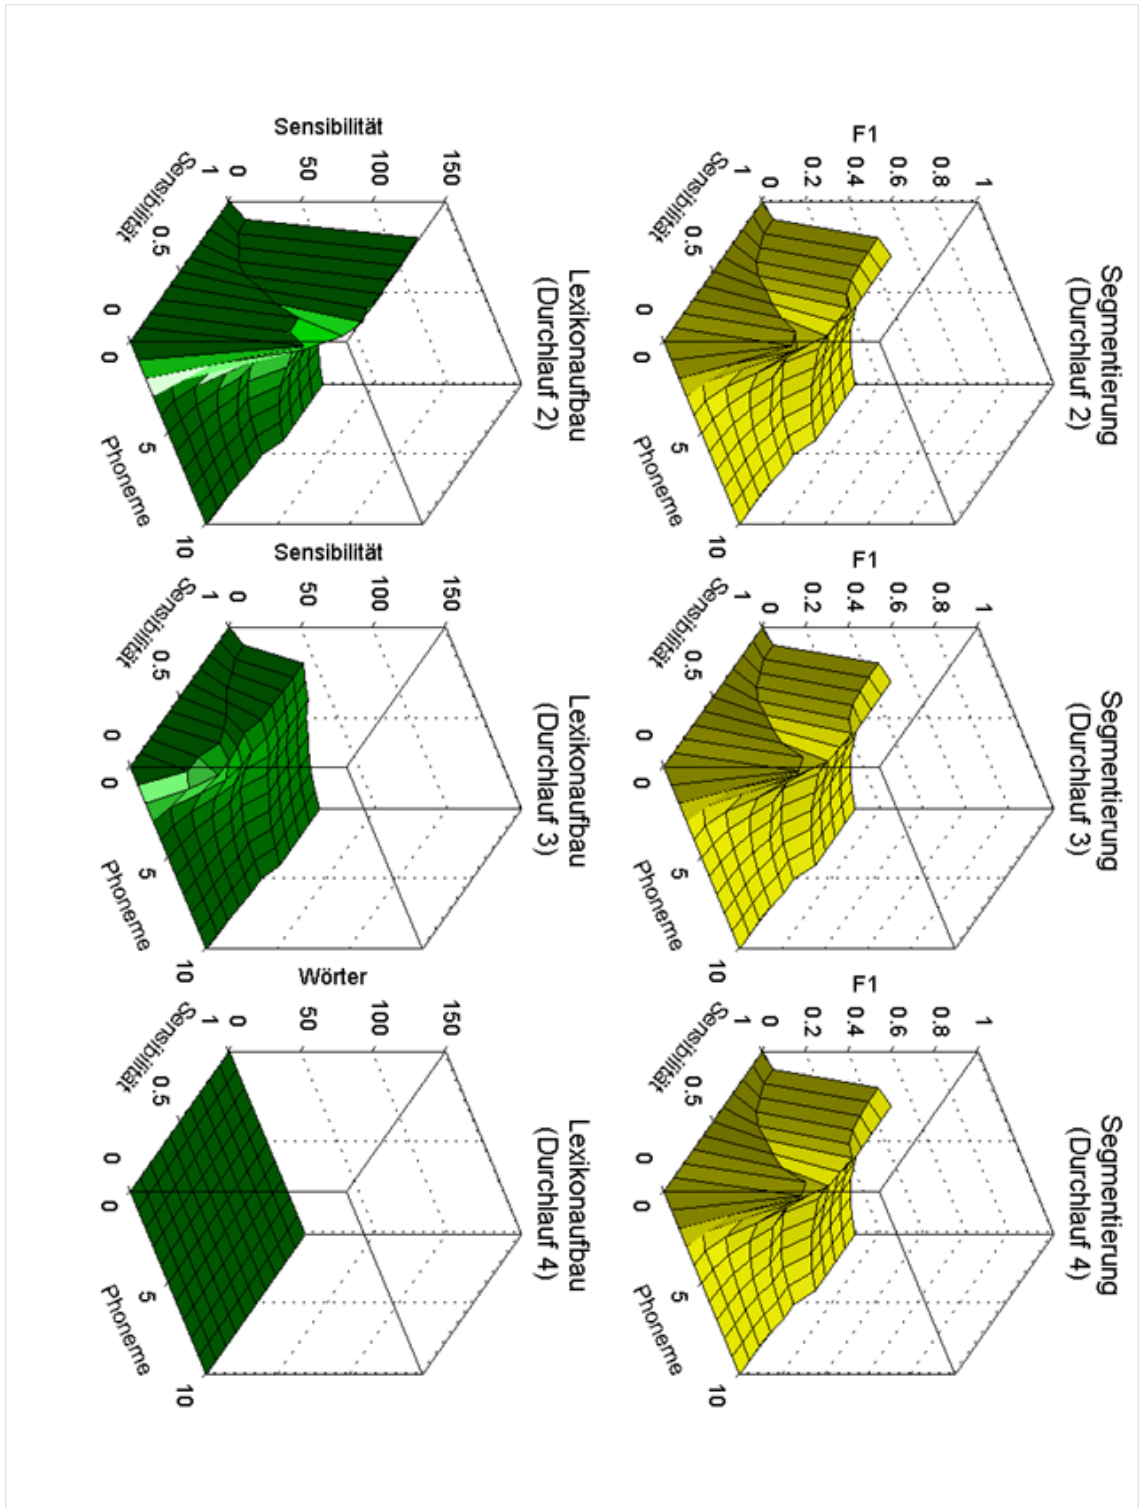 Segmentierung
(Durchlauf 2)
1
0.8
0.6
0.4
0.2
0
F1
1
0.5
0
Sensibilität
0
5
10
Phoneme
Segmentierung
(Durchlauf 3)
1
0.8
0.6
0.4
0.2
0
F1
1
0.5
0
Sensibilität
0
5
10
Phoneme
Segmentierung
(Durchlauf 4)
1
0.8
0.6
0.4
0.2
0
F1
1
0.5
0
Sensibilität
0
5
10
Phoneme
Lexikonaufbau
(Durchlauf 2)
150
100
50
0
Sensibilität
1
0.5
0
Sensibilität
0
5
10
Phoneme
Lexikonaufbau
(Durchlauf 3)
150
100
50
0
Sensibilität
1
0.5
0
Sensibilität
0
5
10
Phoneme
Lexikonaufbau
(Durchlauf 4)
150
100
50
0
Wörter
1
0.5
0
Sensibilität
0
5
10
Phoneme